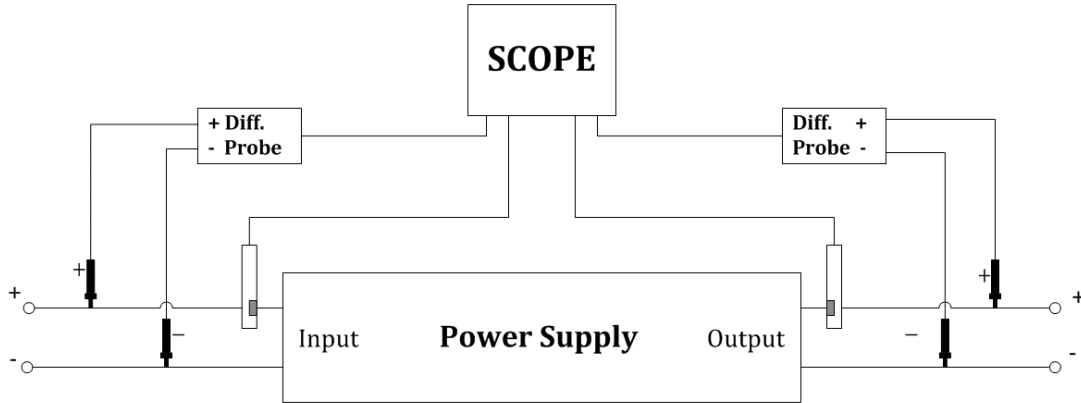 SCOPE
+ Diff.
- Probe
Diff. +
Probe -
+
+
+
+
–
–
Input
Power Supply
Output
-
-